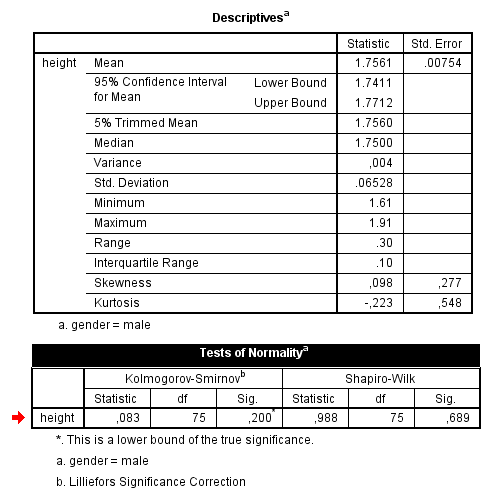 Descriptivesa
Statistic Std. Error
height Mean 1.7561 .00754
95% Confidence Interval for Mean Lower Bound 1.7411
Upper Bound 1.7712
5% Trimmed Mean 1.7560
Median 1.7500
Variance ,004
Std. Deviation .06528
Minimum 1.61
Maximum 1.91
Range .30
Interquartile Range .10
Skewness ,098 ,277
Kurtosis -,223 ,548
a. gender = male
Tests of Normalitya
Kolmogorov-Smirnovb Shapiro-Wilk
Statistic df Sig. Statistic df Sig.
height ,083 75 ,200* ,988 75 ,689
*. This is a lower bound of the true significance.
a. gender = male
b. Lilliefors Significance Correction